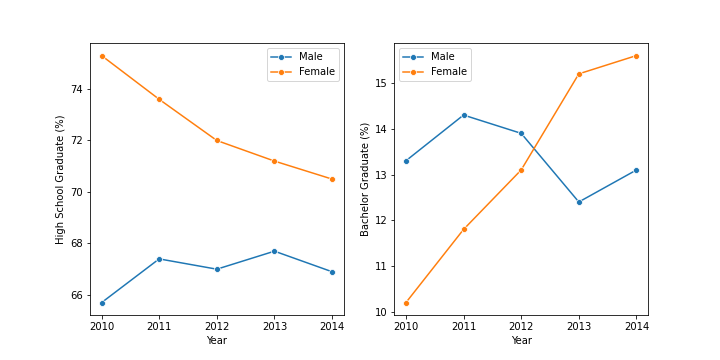 Male
Female
High School Graduate (%)
74
72
70
68
66
2010 2011 2012 2013 2014
Year
Male
Female
Bachelor Graduate (%)
15
14
13
12
11
10
2010 2011 2012 2013 2014
Year